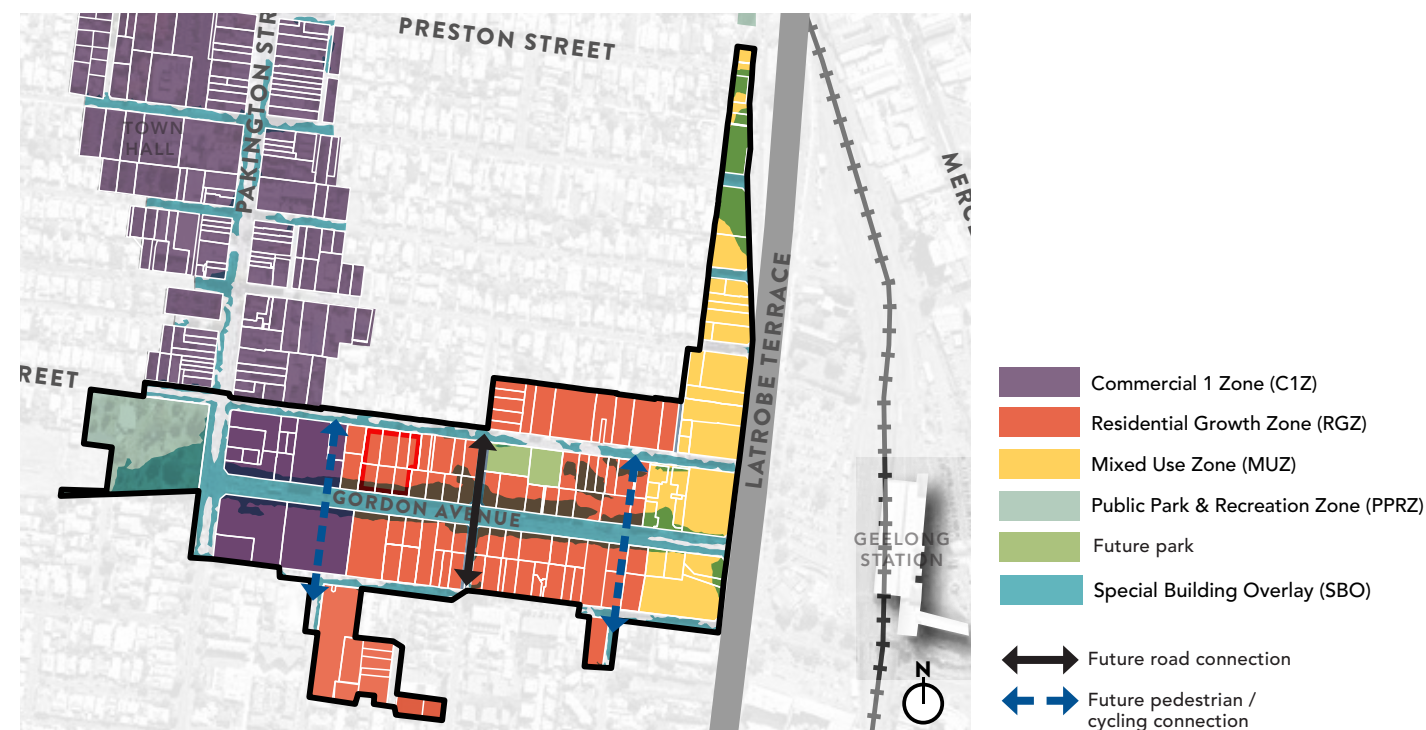 PRESTON STREET
PAKINGTON STR
TOWN
HALL
MERC
LATROBE TERRACE
REET
GORDON AVENUE
GEELONG
STATION
N
Commercial 1 Zone (C1Z)
Residential Growth Zone (RGZ)
Mixed Use Zone (MUZ)
Public Park & Recreation Zone (PPRZ)
Future park
Special Building Overlay (SBO)
Future road connection
Future pedestrian /
cycling connection